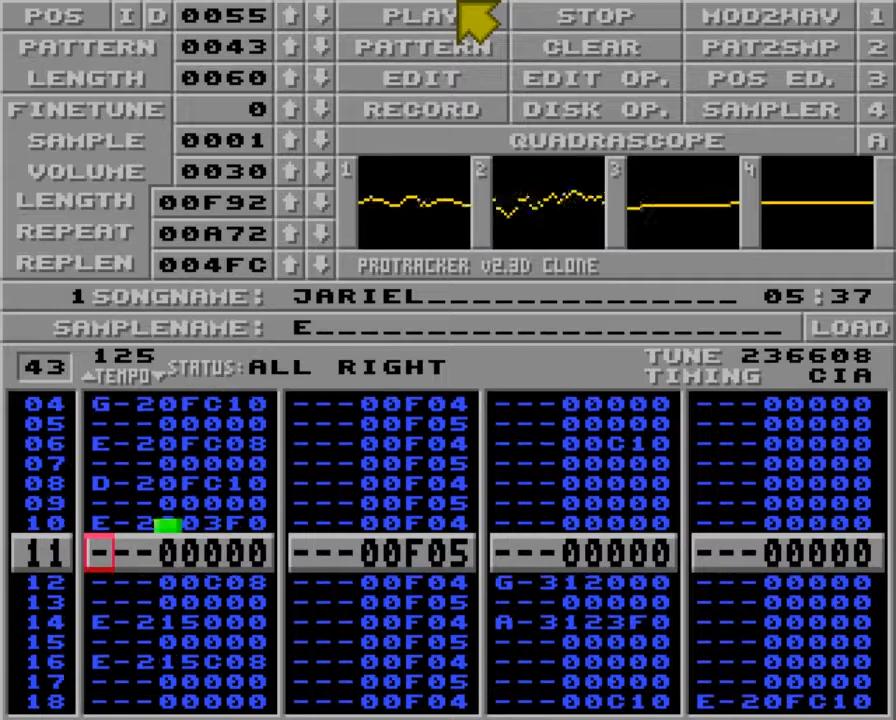 POS I D 0055 PLAY STOP MOD2WAV 1
PATTERN 0043 PATTERN CLEAR PAT2SMP 2
LENGTH 0060 EDIT EDIT OP. POS ED. 3
FINETUNE 0 RECORD DISK OP. SAMPLER 4
SAMPLE 0001 QUADRASCOPE A
VOLUME 0030 1 2 3 4
LENGTH 00F92
REPEAT 00A72
REPLEN 004FC PROTRACKER V2.3D CLONE
1 SONGNAME: JARIEL_________________ 05:37
SAMPLENAME: E______________________ LOAD
43 125 TEMPO STATUS: ALL RIGHT TUNE 236608
TIMING CIA
04 G-20FC10 ---00F04 ---00000 ---00000
05 ---00000 ---00F05 ---00000 ---00000
06 E-20FC08 ---00F04 ---00C10 ---00000
07 ---00000 ---00F05 ---00000 ---00000
08 D-20FC10 ---00F04 ---00000 ---00000
09 ---00000 ---00F05 ---00000 ---00000
10 E-2 03F0 ---00F04 ---00000 ---00000
11 ---00000 ---00F05 ---00000 ---00000
12 ---00C08 ---00F04 G-312000 ---00000
13 ---00000 ---00F05 ---00000 ---00000
14 E-215000 ---00F04 A-3123F0 ---00000
15 ---00000 ---00F05 ---00000 ---00000
16 E-215C08 ---00F04 ---00000 ---00000
17 ---00000 ---00F05 ---00000 ---00000
18 ---00000 ---00F04 ---00C10 E-20FC10